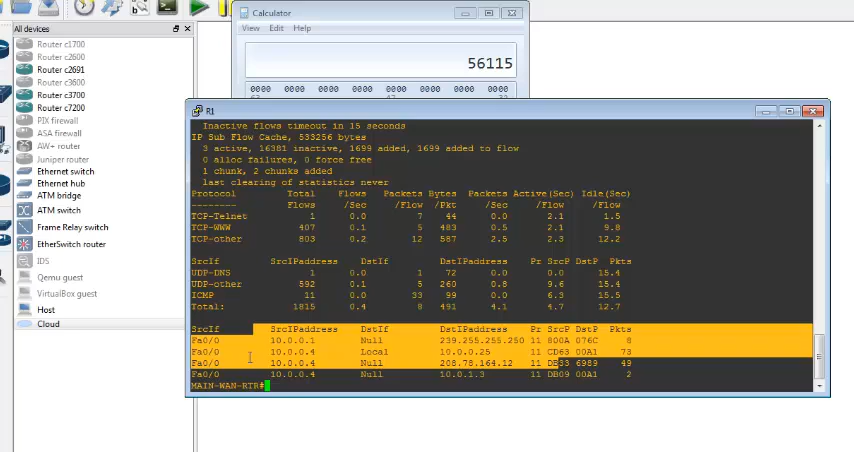 All devices
Router c1700
Router c2600
Router c2691
Router c3600
Router c3700
Router c7200
PIX firewall
ASA firewall
AW+ router
Juniper router
Ethernet switch
Ethernet hub
ATM bridge
ATM switch
Frame Relay switch
EtherSwitch router
IDS
Qemu guest
VirtualBox guest
Host
Cloud
Calculator
View Edit Help
56115
0000 0000 0000 0000 0000 0000 0000 0000
R1
Inactive flows timeout in 15 seconds
IP Sub Flow Cache, 533256 bytes
3 active, 16381 inactive, 1699 added, 1699 added to flow
0 alloc failures, 0 force free
1 chunk, 2 chunks added
last clearing of statistics never
Protocol Total Flows Packets Bytes Packets Active(Sec) Idle(Sec)
-------- Flows /Sec /Flow /Pkt /Sec /Flow /Flow
TCP-Telnet 1 0.0 7 44 0.0 2.1 1.5
TCP-WWW 407 0.1 5 483 0.5 2.1 9.8
TCP-other 803 0.2 12 587 2.5 2.3 12.2
SrcIf SrcIPaddress DstIf DstIPaddress Pr SrcP DstP Pkts
UDP-DNS 1 0.0 1 72 0.0 0.0 15.4
UDP-other 592 0.1 5 260 0.8 9.6 15.4
ICMP 11 0.0 33 99 0.0 6.3 15.5
Total: 1815 0.4 8 491 4.1 4.7 12.7
SrcIf SrcIPaddress DstIf DstIPaddress Pr SrcP DstP Pkts
Fa0/0 10.0.0.1 Null 239.255.255.250 11 800A 076C 8
Fa0/0 10.0.0.4 Local 10.0.0.25 11 CD63 00A1 73
Fa0/0 10.0.0.4 Null 208.78.164.12 11 DB33 6989 49
Fa0/0 10.0.0.4 Null 10.0.1.3 11 DB09 00A1 2
MAIN-WAN-RTR#